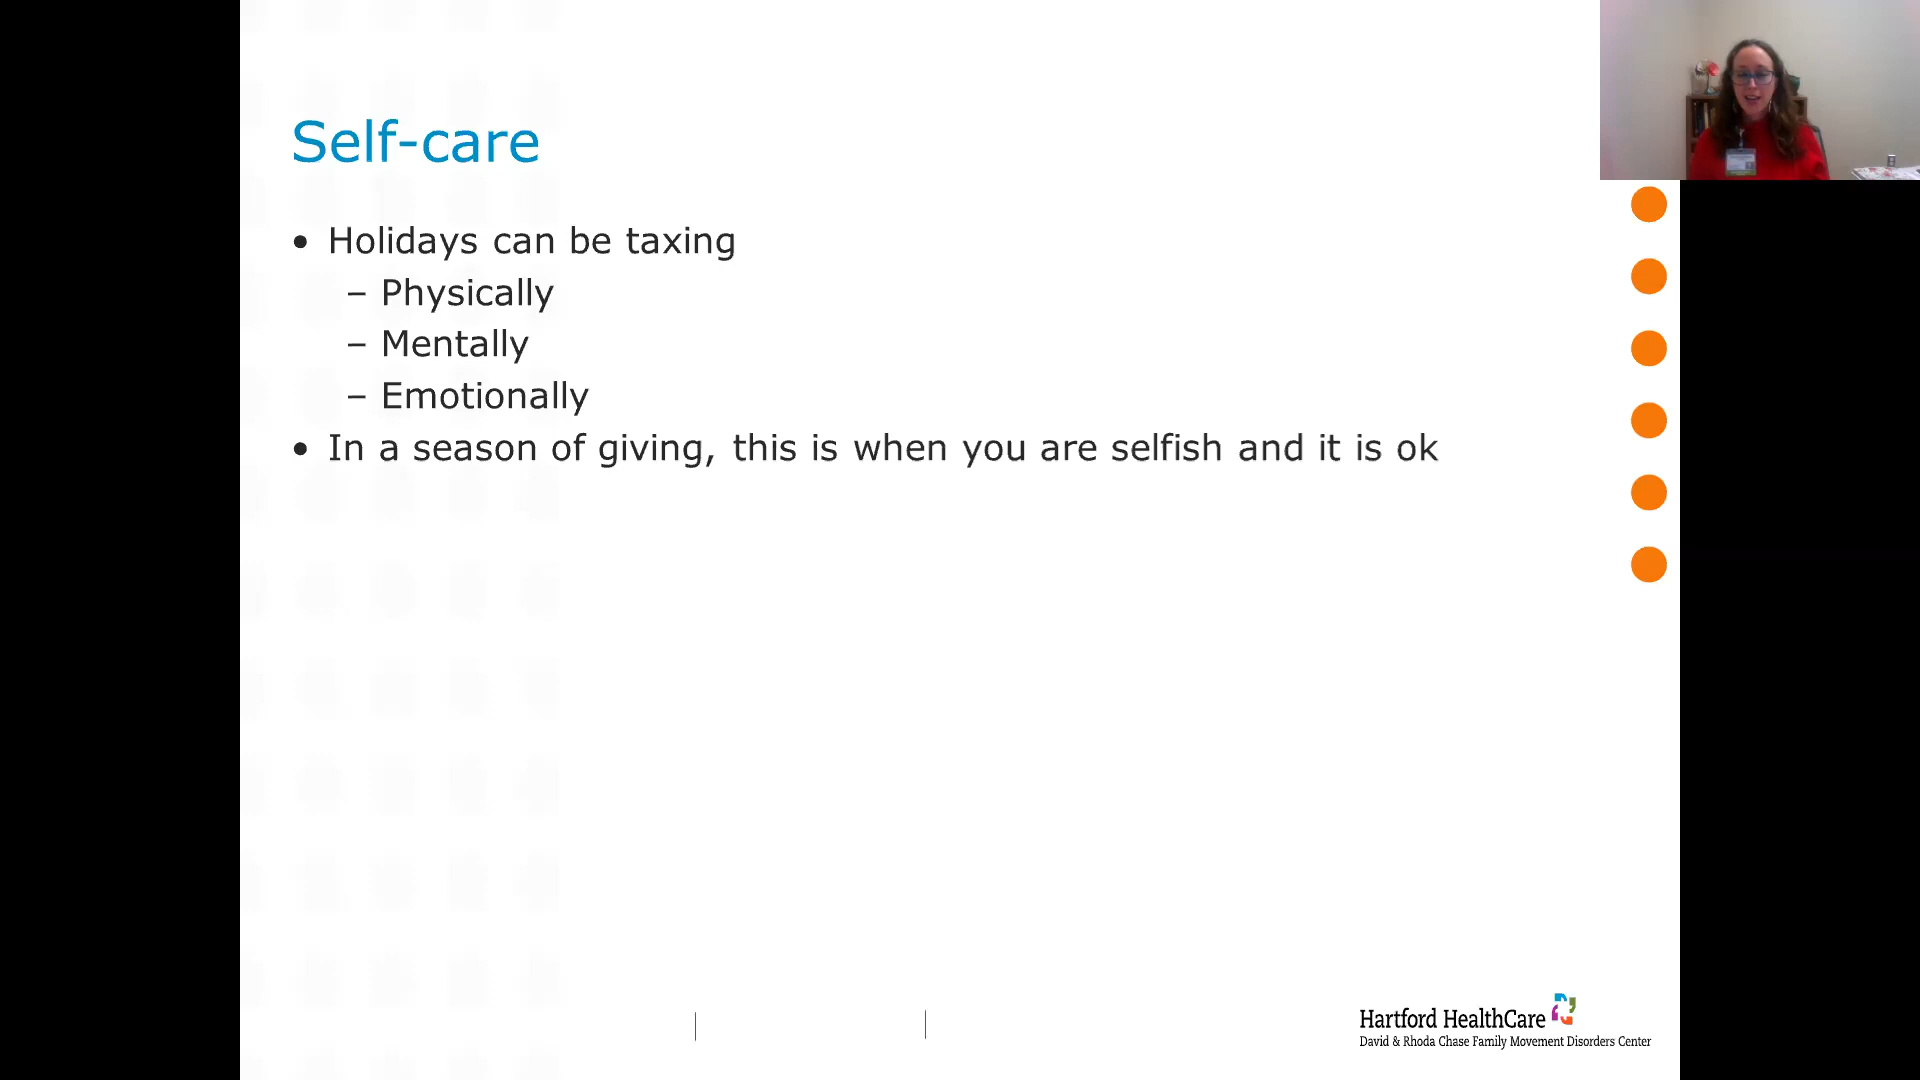 Self-care
• Holidays can be taxing
– Physically
– Mentally
– Emotionally
• In a season of giving, this is when you are selfish and it is ok
Hartford HealthCare
David & Rhoda Chase Family Movement Disorders Center